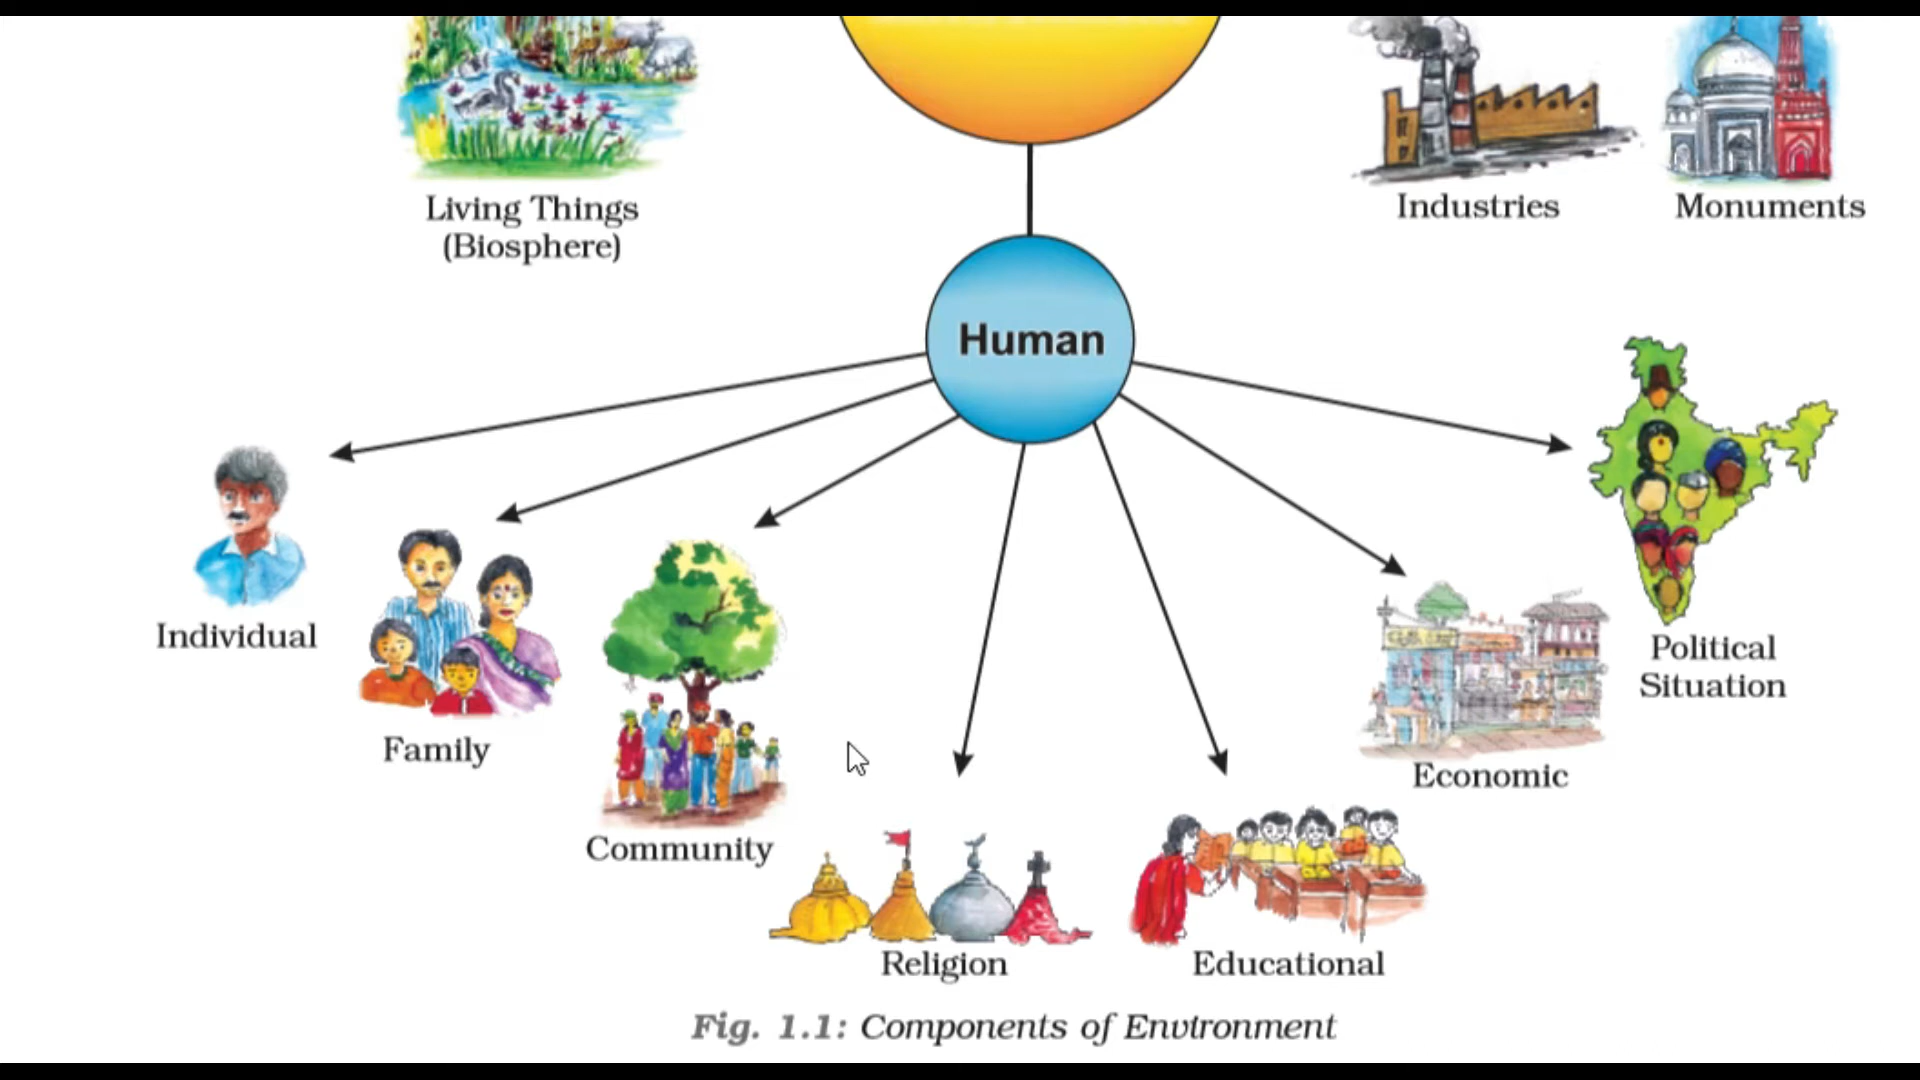 Living Things
(Biosphere)
Industries
Monuments
Human
Individual
Family
Community
Religion
Educational
Economic
Political
Situation
Fig. 1.1: Components of Environment